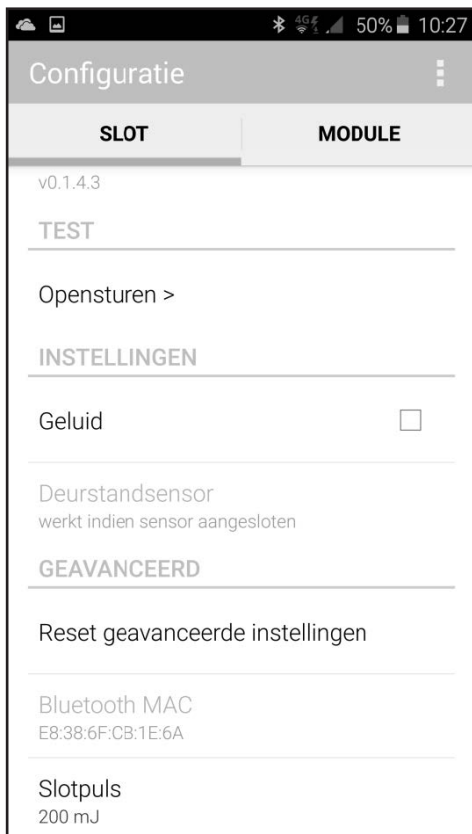 4G 50% 10:27
Configuratie
SLOT MODULE
v0.1.4.3
TEST
Opensturen >
INSTELLINGEN
Geluid
Deurstandsensor
werkt indien sensor aangesloten
GEAVANCEERD
Reset geavanceerde instellingen
Bluetooth MAC
E8:38:6F:CB:1E:6A
Slotpuls
200 mJ